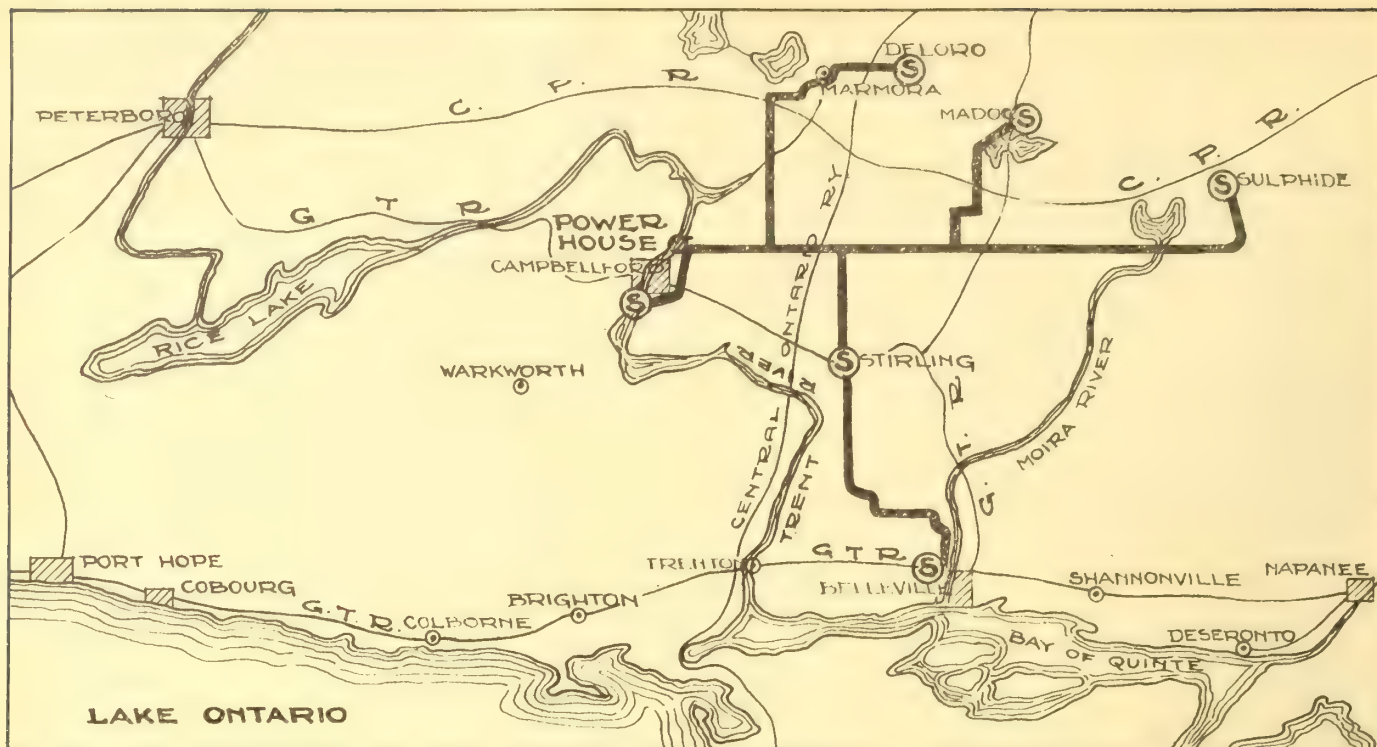 DELORO
S
MARMORA
C. P. R
PETERBORO
MADOC
S
C. P. R.
S
SULPHIDE
G T R
POWER
HOUSE
CAMPBELLFORD
S
RICE LAKE
CENTRAL ONTARIO RY
WARKWORTH
TRENT RIVER
S
STIRLING
G. T. R
MOIRA RIVER
PORT HOPE
COBOURG
G. T. R.
COLBORNE
BRIGHTON
TRENTON
G T R
S
BELLEVILLE
SHANNONVILLE
NAPANEE
DESERONTO
BAY OF QUINTE
LAKE ONTARIO